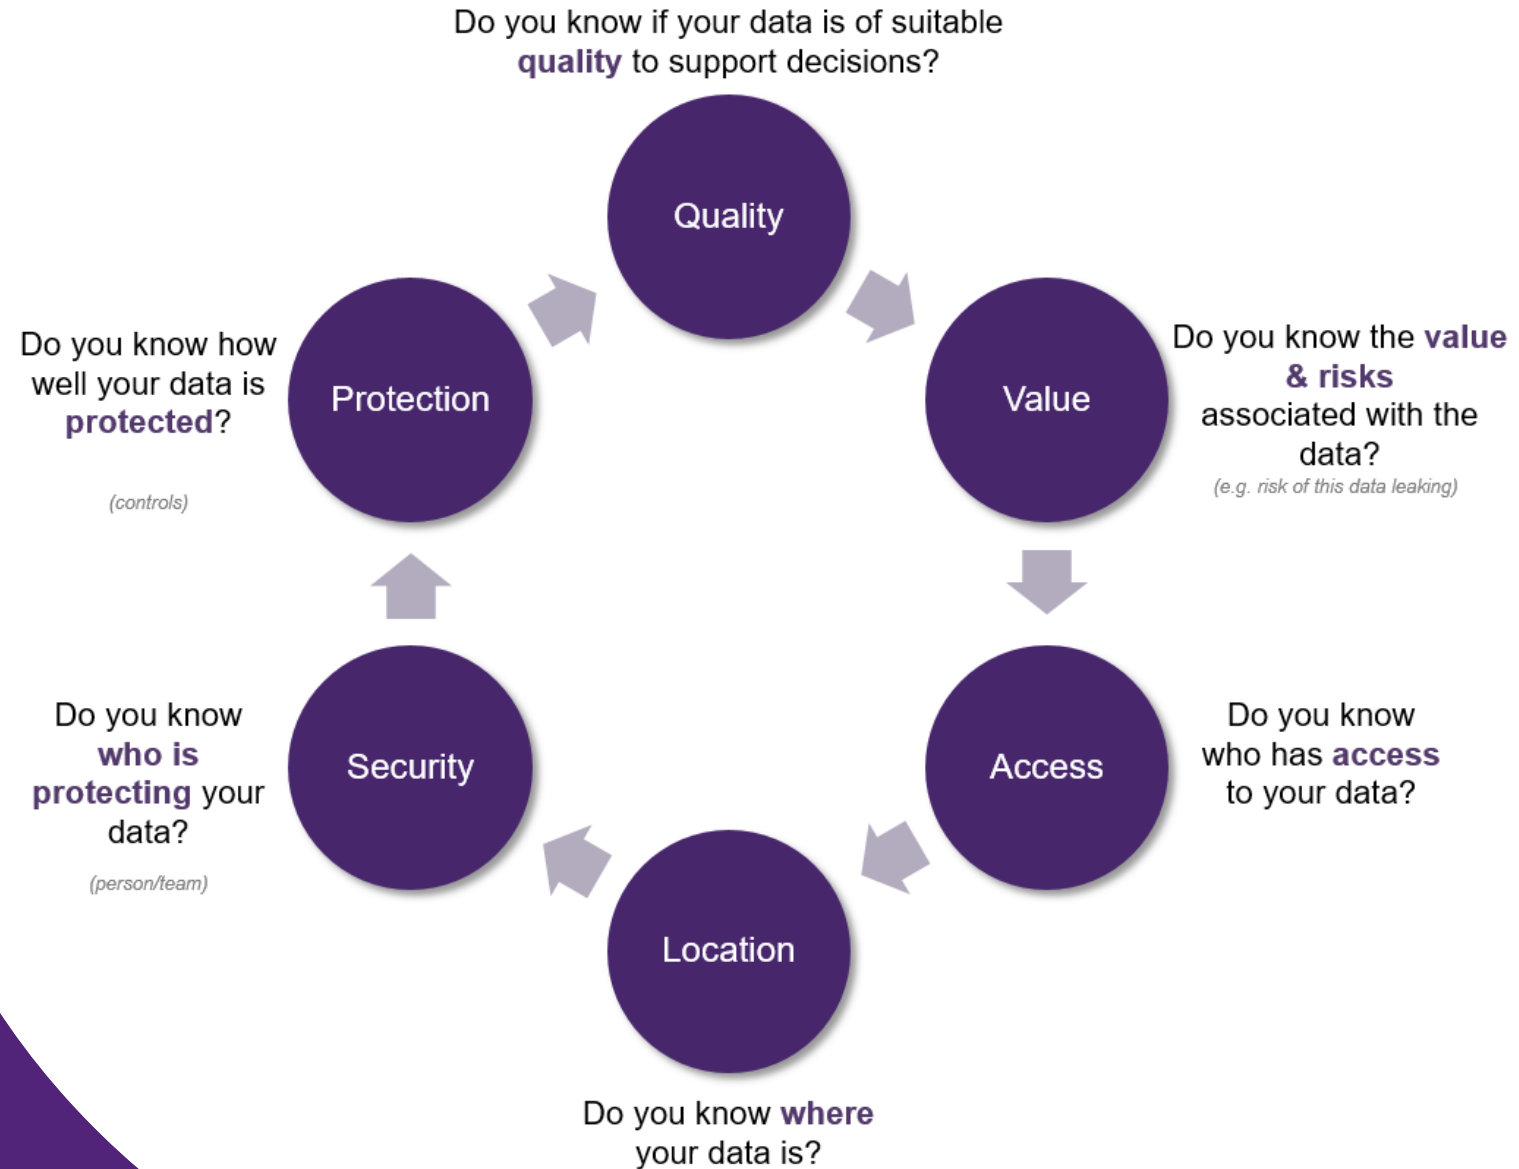 Do you know if your data is of suitable
quality to support decisions?
Quality
Value
Do you know the value
& risks
associated with the
data?
(e.g. risk of this data leaking)
Access
Do you know
who has access
to your data?
Location
Do you know where
your data is?
Security
Do you know
who is
protecting your
data?
(person/team)
Protection
Do you know how
well your data is
protected?
(controls)